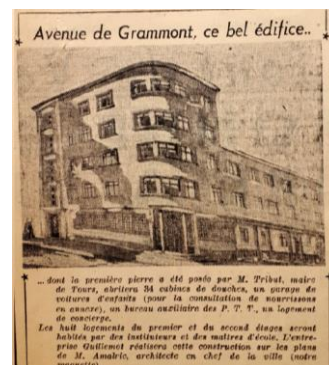 Avenue de Grammont, ce bel édifice..
...dont la première pierre a été posée par M. Tribut, maire
de Tours, abritera 34 cabines de douches, un garage de
voitures d'enfants (pour la consultation de nourrissons
en annexe), un bureau auxiliaire des P. T. T., un logement
de concierge.
Les huit logements du premier et du second étages seront
habités par des instituteurs et des maîtres d'école. L'entre-
prise Guillemot réalisera cette construction sur les plans
de M. Amalric, architecte en chef de la ville (notre